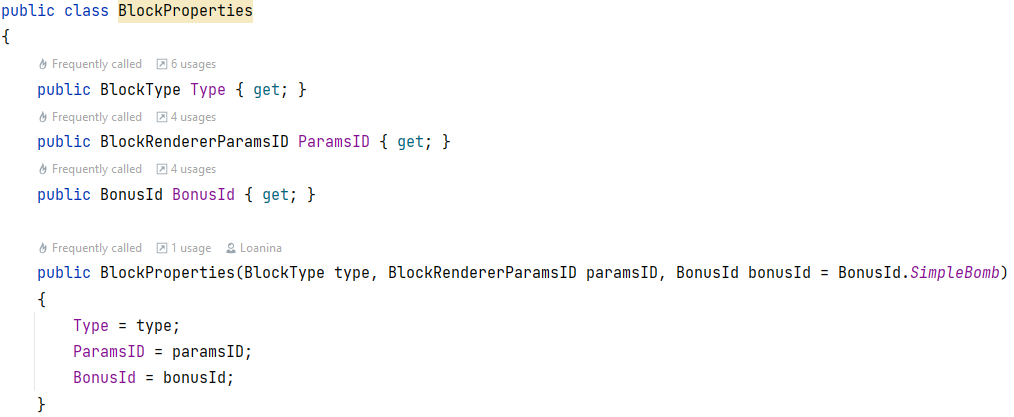 public class BlockProperties
{
Frequently called 6 usages
public BlockType Type { get; }
Frequently called 4 usages
public BlockRendererParamsID ParamsID { get; }
Frequently called 4 usages
public BonusId BonusId { get; }
Frequently called 1 usage Loanina
public BlockProperties(BlockType type, BlockRendererParamsID paramsID, BonusId bonusId = BonusId.SimpleBomb)
{
Type = type;
ParamsID = paramsID;
BonusId = bonusId;
}